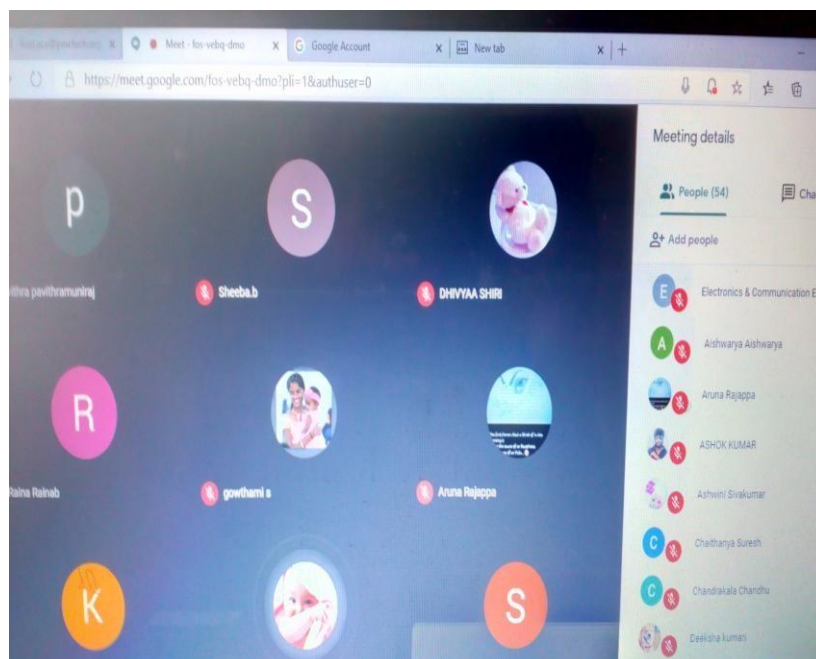 Meet - fos-vebq-dmo
Google Account
New tab
https://meet.google.com/fos-vebq-dmo?pli=1&authuser=0
Meeting details
People (54)
Cha
Add people
P
S
pavithramuniraj
Sheeba.b
DHIVYAA SHIRI
R
Raina Rainab
gowthami s
Aruna Rajappa
K
S
E
Electronics & Communication E
A
Aishwarya Aishwarya
Aruna Rajappa
ASHOK KUMAR
Ashwini Sivakumar
C
Chaithanya Suresh
C
Chandrakala Chandhu
Deeksha kumari